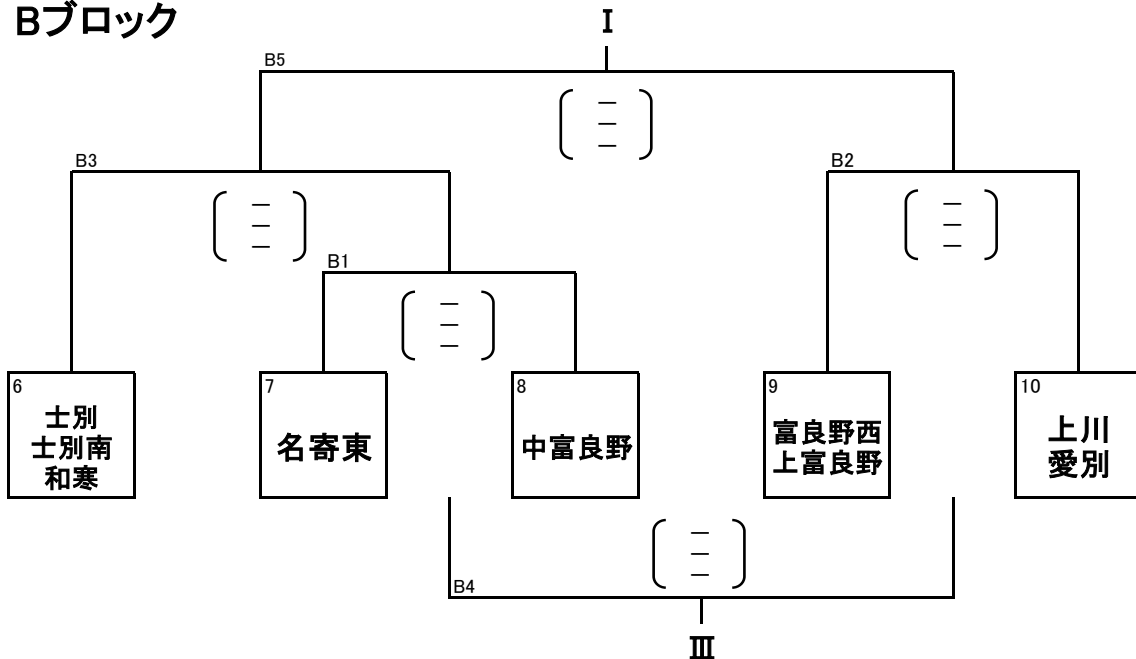 Bブロック
Ⅰ
B5
( － － － )
B3
B2
( － － － )
( － － － )
B1
( － － － )
6
士別
士別南
和寒
7
名寄東
8
中富良野
9
富良野西
上富良野
10
上川
愛別
( － － － )
B4
Ⅲ